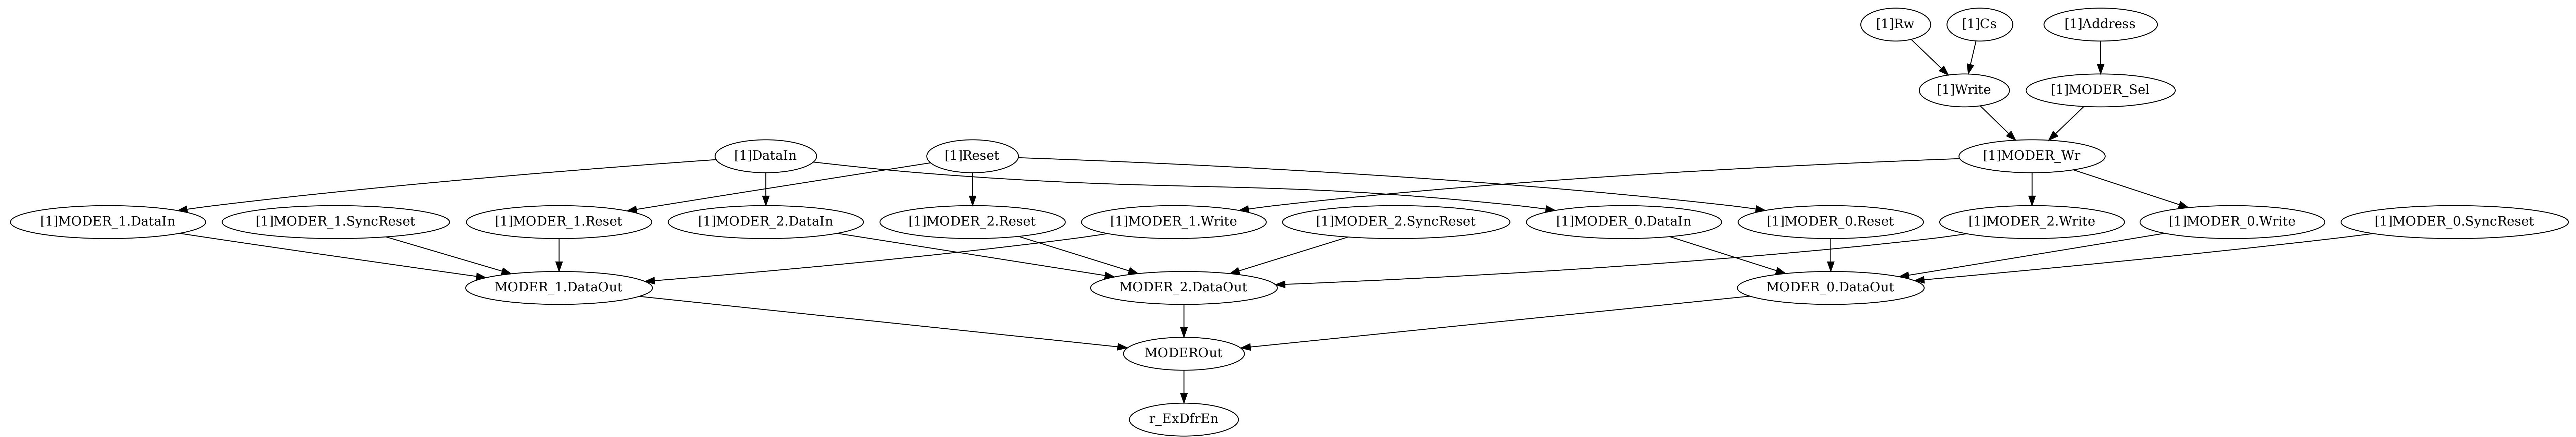 [1]Rw
[1]Cs
[1]Address
[1]Write
[1]MODER_Sel
[1]DataIn
[1]Reset
[1]MODER_Wr
[1]MODER_1.DataIn
[1]MODER_1.SyncReset
[1]MODER_1.Reset
[1]MODER_2.DataIn
[1]MODER_2.Reset
[1]MODER_1.Write
[1]MODER_2.SyncReset
[1]MODER_0.DataIn
[1]MODER_0.Reset
[1]MODER_2.Write
[1]MODER_0.Write
[1]MODER_0.SyncReset
MODER_1.DataOut
MODER_2.DataOut
MODER_0.DataOut
MODEROut
r_ExDfrEn